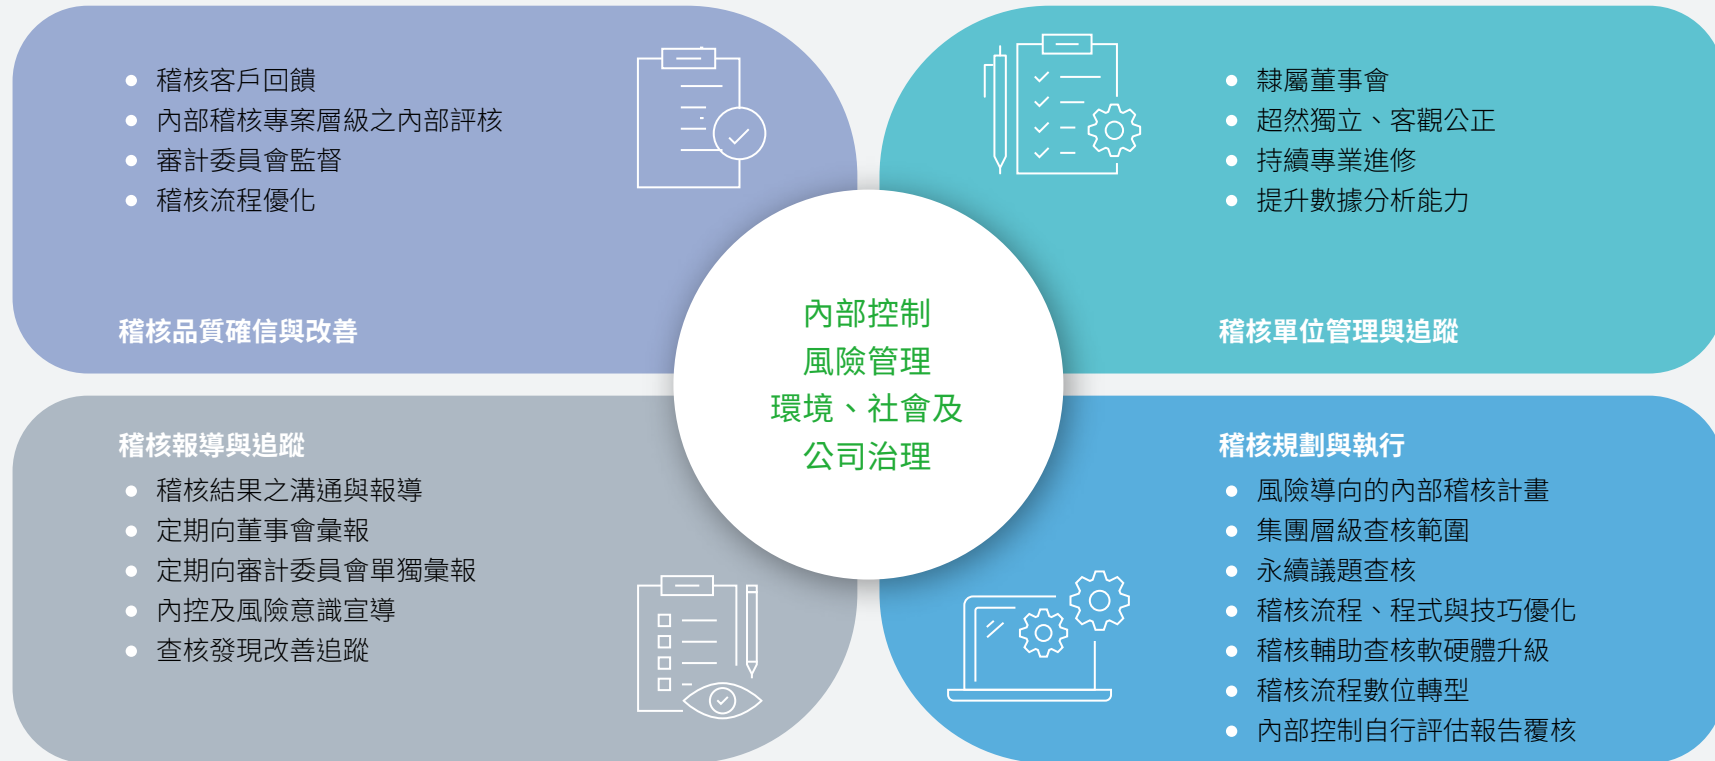 稽核客戶回饋
內部稽核專案層級之內部評核
審計委員會監督
稽核流程優化
稽核品質確信與改善
隸屬董事會
超然獨立、客觀公正
持續專業進修
提升數據分析能力
稽核單位管理與追蹤
內部控制
風險管理
環境、社會及
公司治理
稽核報導與追蹤
稽核結果之溝通與報導
定期向董事會彙報
定期向審計委員會單獨彙報
內控及風險意識宣導
查核發現改善追蹤
稽核規劃與執行
風險導向的內部稽核計畫
集團層級查核範圍
永續議題查核
稽核流程、程式與技巧優化
稽核輔助查核軟硬體升級
稽核流程數位轉型
內部控制自行評估報告覆核